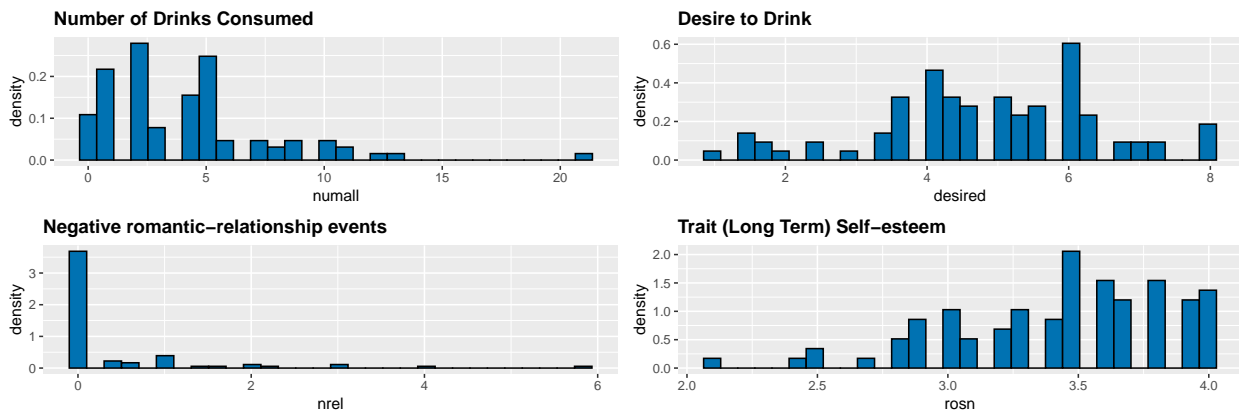 Number of Drinks Consumed
density
0.2
0.0
0 5 10 15 20
numall
Desire to Drink
density
0.6
0.4
0.2
0.0
2 4 6 8
desired
Negative romantic−relationship events
density
3
2
1
0
0 2 4 6
nrel
Trait (Long Term) Self−esteem
density
2.0
1.5
1.0
0.5
0.0
2.0 2.5 3.0 3.5 4.0
rosn